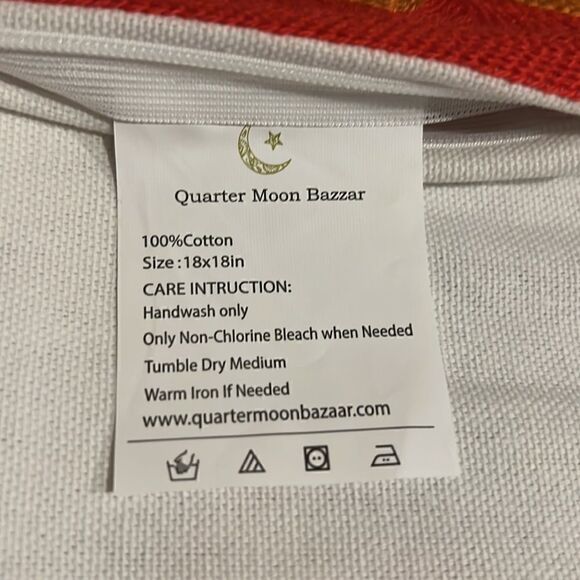 Quarter Moon Bazzar
100%Cotton
Size :18x18in
CARE INTRUCTION:
Handwash only
Only Non-Chlorine Bleach when Needed
Tumble Dry Medium
Warm Iron If Needed
www.quartermoonbazaar.com